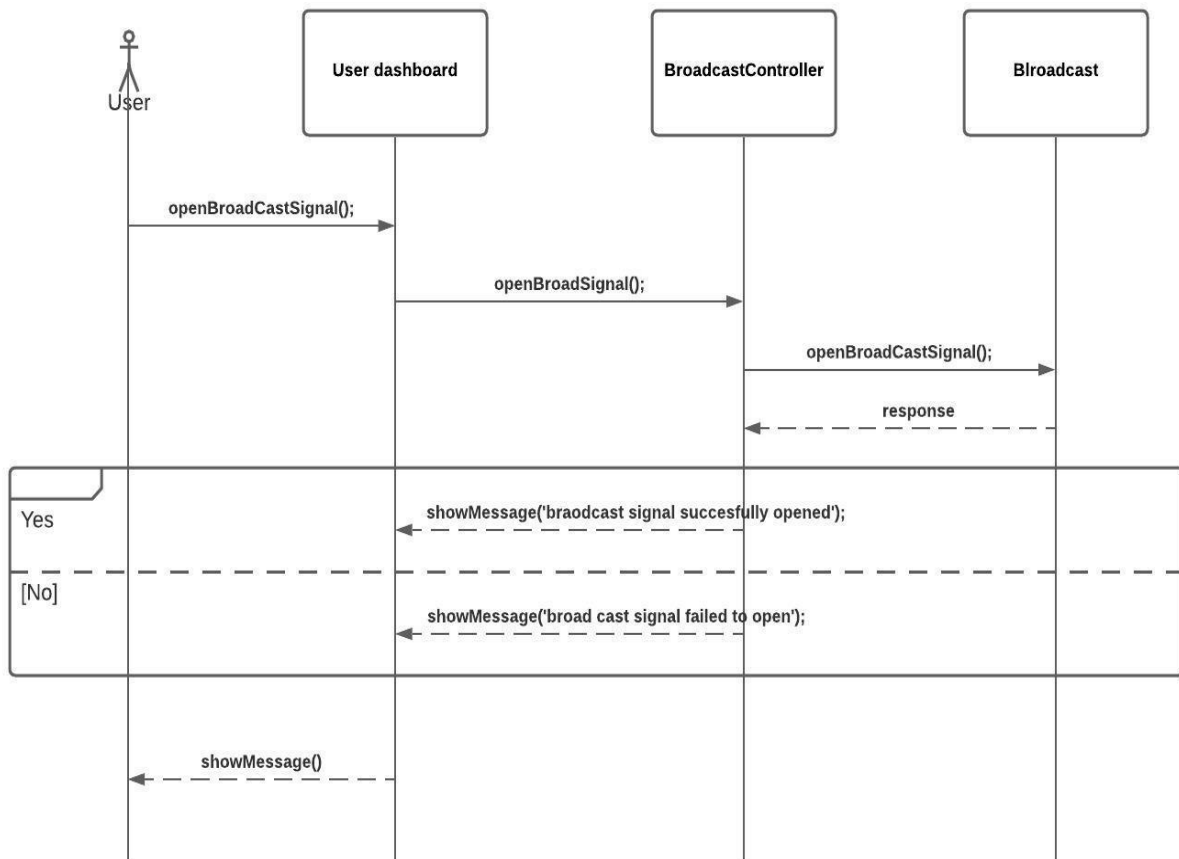 User dashboard
BroadcastController
Blroadcast
User
openBroadCastSignal();
openBroadSignal();
openBroadCastSignal();
response
Yes
showMessage('braodcast signal succesfully opened');
[No]
showMessage('broad cast signal failed to open');
showMessage()